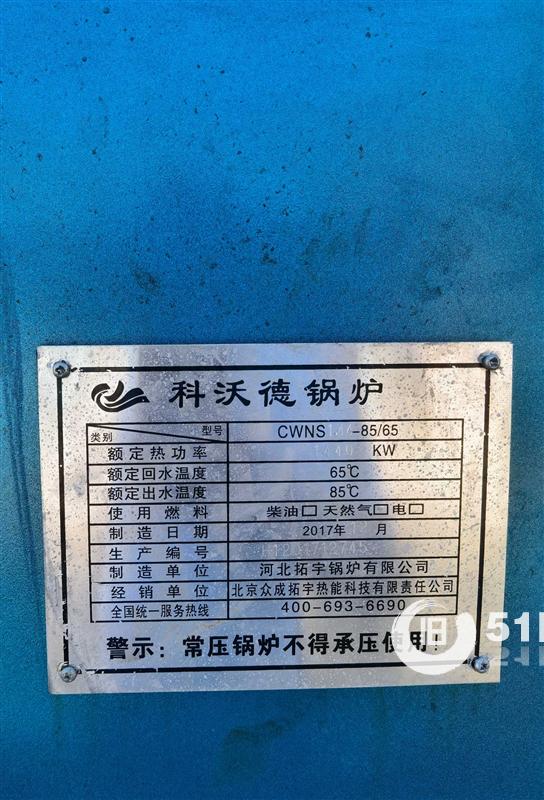 科沃德锅炉
类别 型号 CWNS -85/65
额定热功率 KW
额定回水温度 65℃
额定出水温度 85℃
使用燃料 柴油□ 天然气□ 电□
制造日期 2017年 月
生产编号
制造单位 河北拓宇锅炉有限公司
经销单位 北京众成拓宇热能科技有限责任公司
全国统一服务热线 400-693-6690
警示：常压锅炉不得承压使用！
旧 51